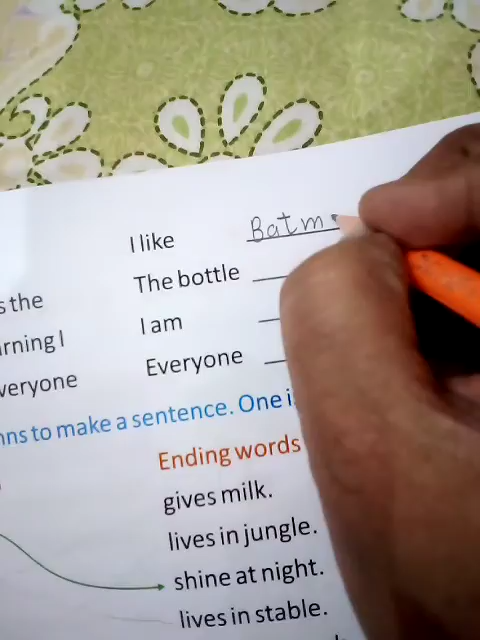 I like Batm
s the The bottle
rning I I am
veryone Everyone
ns to make a sentence. One i
Ending words
gives milk.
lives in jungle.
shine at night.
lives in stable.